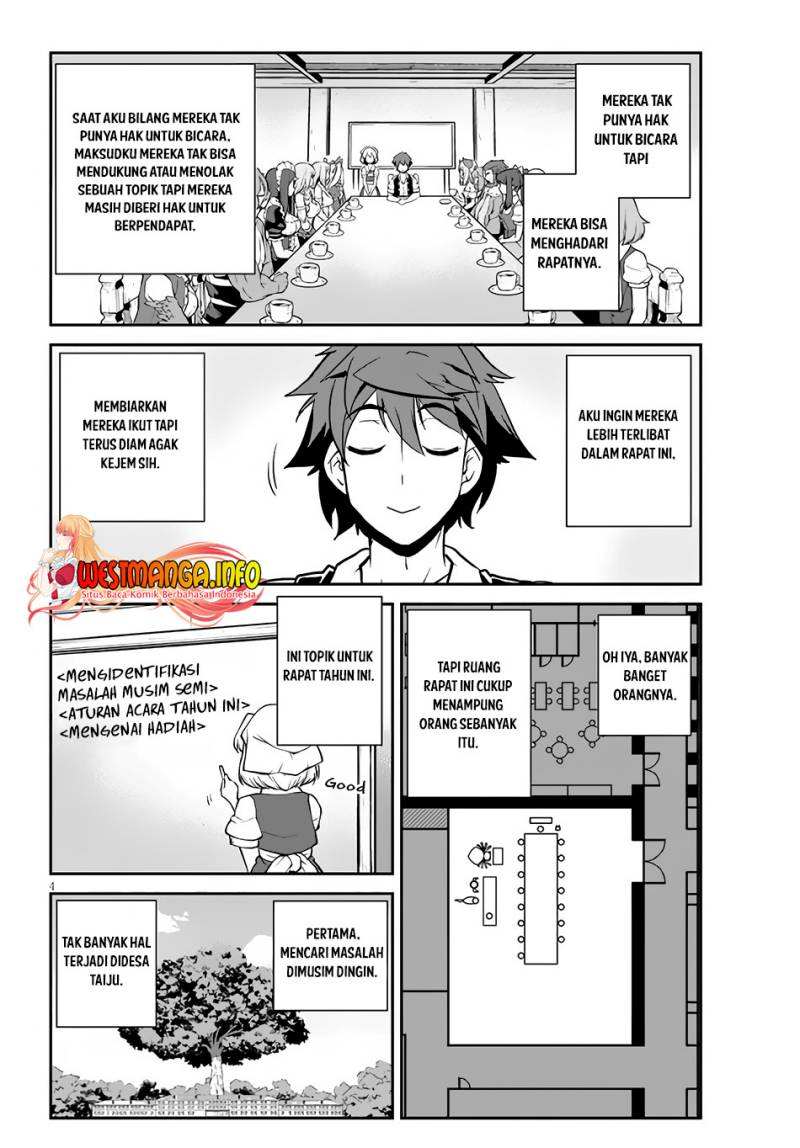 MEREKA TAK
PUNYA HAK
UNTUK BICARA
TAPI
MEREKA BISA
MENGHADARI
RAPATNYA.
SAAT AKU BILANG MEREKA TAK
PUNYA HAK UNTUK BICARA,
MAKSUDKU MEREKA TAK BISA
MENDUKUNG ATAU MENOLAK
SEBUAH TOPIK TAPI MEREKA
MASIH DIBERI HAK UNTUK
BERPENDAPAT.
AKU INGIN MEREKA
LEBIH TERLIBAT
DALAM RAPAT INI,
MEMBIARKAN
MEREKA IKUT TAPI
TERUS DIAM AGAK
KEJEM SIH.
WESTMANGA.INFO
Situs Baca Komik Berbahasa Indonesia
OH IYA, BANYAK
BANGET
ORANGNYA.
TAPI RUANG
RAPAT INI CUKUP
MENAMPUNG
ORANG SEBANYAK
ITU.
INI TOPIK UNTUK
RAPAT TAHUN INI.
<MENGIDENTIFIKASI
MASALAH MUSIM SEMI>
<ATURAN ACARA TAHUN INI>
<MENGENAI HADIAH>
Good
4
PERTAMA,
MENCARI MASALAH
DIMUSIM DINGIN.
TAK BANYAK HAL
TERJADI DIDESA
TAIJU.